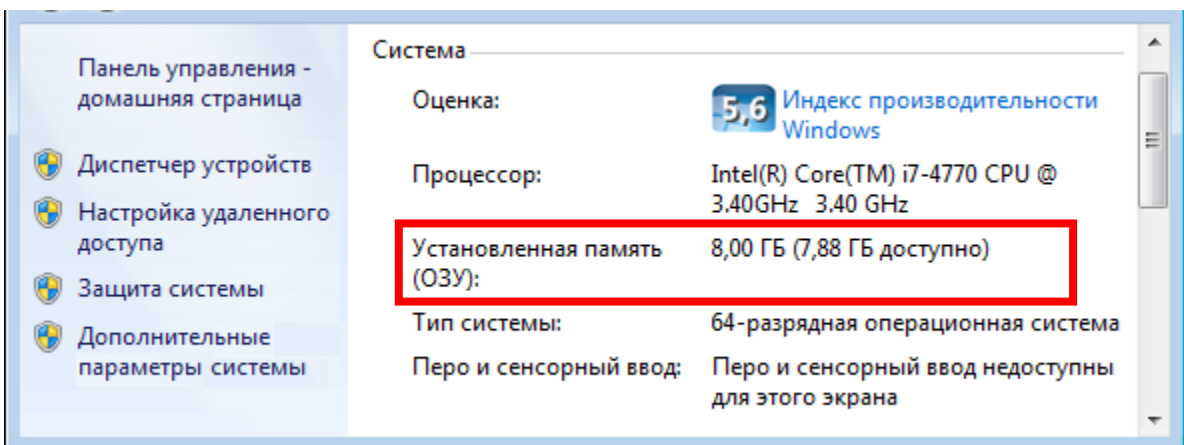 Панель управления -
домашняя страница
Диспетчер устройств
Настройка удаленного
доступа
Защита системы
Дополнительные
параметры системы
Система
Оценка:
5,6 Индекс производительности
Windows
Процессор:
Intel(R) Core(TM) i7-4770 CPU @
3.40GHz 3.40 GHz
Установленная память
(ОЗУ):
8,00 ГБ (7,88 ГБ доступно)
Тип системы:
64-разрядная операционная система
Перо и сенсорный ввод:
Перо и сенсорный ввод недоступны
для этого экрана